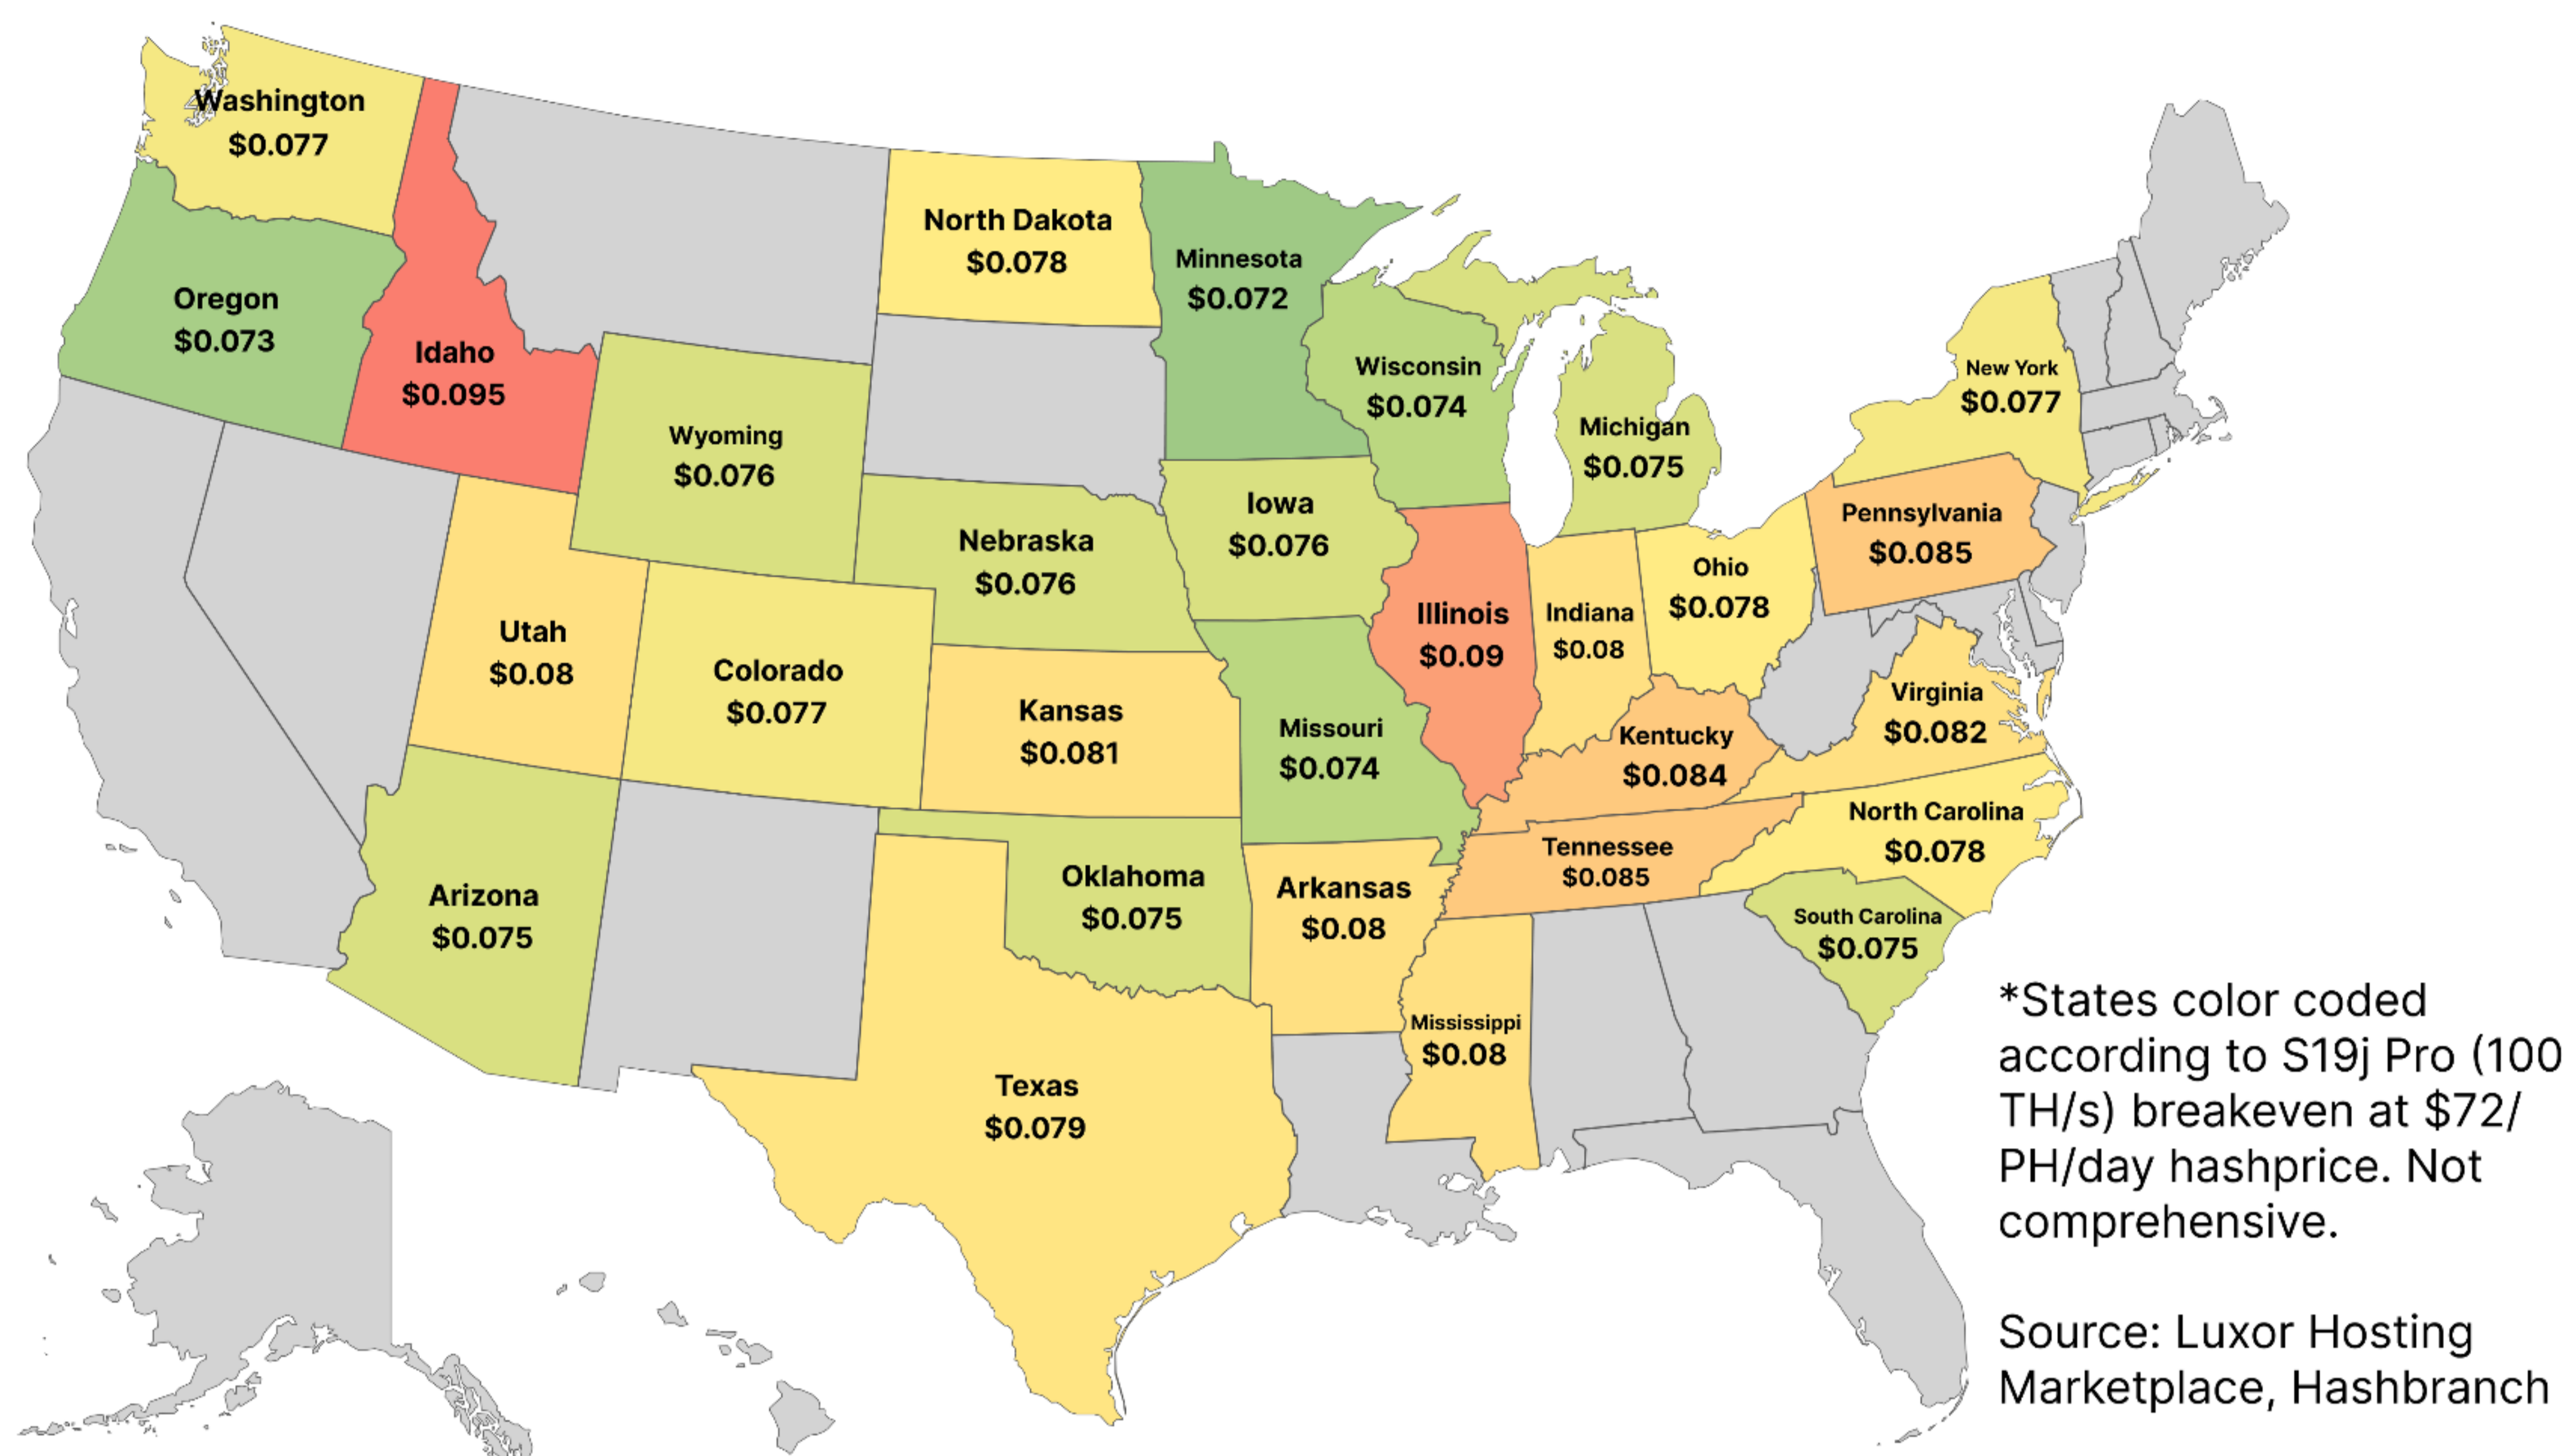 Washington
$0.077
North Dakota
$0.078
Minnesota
$0.072
Oregon
$0.073
Idaho
$0.095
Wisconsin
$0.074
New York
$0.077
Wyoming
$0.076
Michigan
$0.075
Iowa
$0.076
Pennsylvania
$0.085
Nebraska
$0.076
Ohio
$0.078
Illinois
$0.09
Indiana
$0.08
Utah
$0.08
Colorado
$0.077
Kansas
$0.081
Missouri
$0.074
Kentucky
$0.084
Virginia
$0.082
North Carolina
$0.078
Tennessee
$0.085
Arizona
$0.075
Oklahoma
$0.075
Arkansas
$0.08
South Carolina
$0.075
Mississippi
$0.08
Texas
$0.079
*States color coded
according to S19j Pro (100
TH/s) breakeven at $72/
PH/day hashprice. Not
comprehensive.
Source: Luxor Hosting
Marketplace, Hashbranch